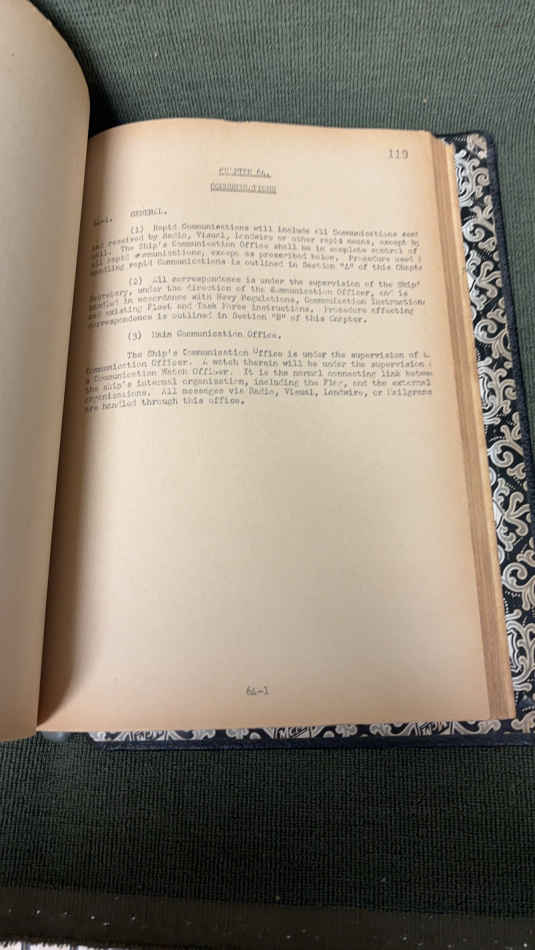 119
CHAPTER 64.
COMMUNICATIONS
64-1. GENERAL.
(1) Rapid Communications will include all Communications sent
and received by Radio, Visual, landwire or other rapid means, except by
mail. The Ship's Communication Office shall be in complete control of
all rapid communications, except as prescribed below. Procedure used
handling rapid Communications is outlined in Section "A" of this Chapte
(2) All correspondence is under the supervision of the Ship'
Secretary, under the direction of the Communication Officer, and is
handled in accordance with Navy Regulations, Communication Instruction
and existing Fleet and Task Force instructions. Procedure affecting
correspondence is outlined in Section "B" of this Chapter.
(3) Main Communication Office.
The Ship's Communication Office is under the supervision of
Communication Officer. A watch therein will be under the supervision
a Communication Watch Officer. It is the normal connecting link betwee
the ship's internal organization, including the Flag, and the external
organizations. All messages via Radio, Visual, Landwire, or Mailgrams
are handled through this office.
64-1